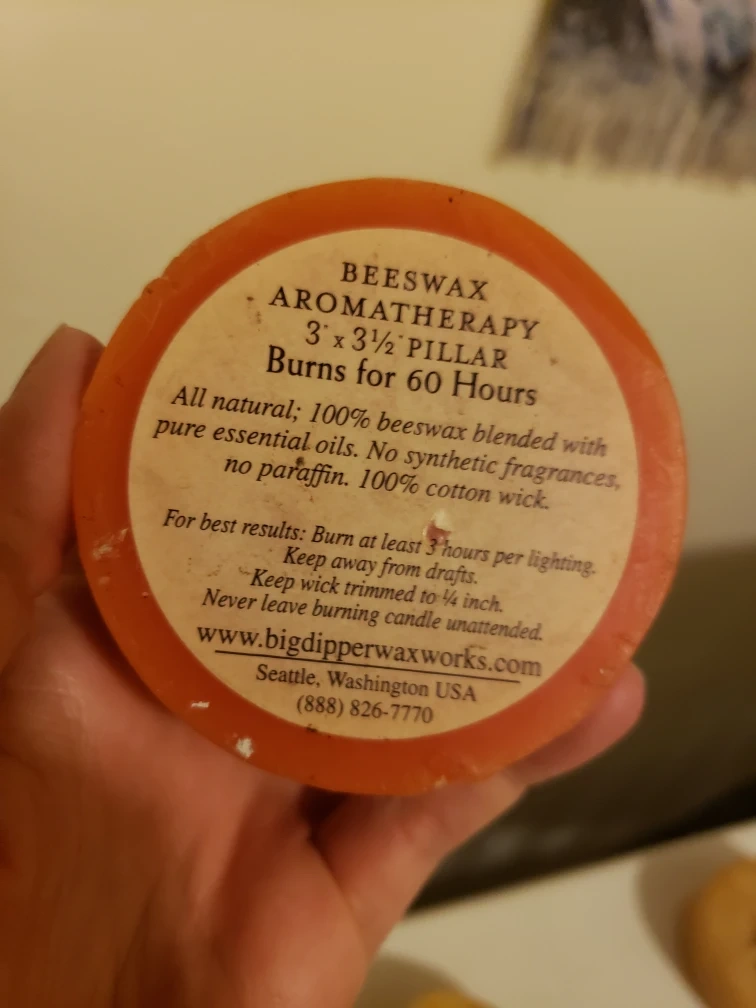 BEESWAX
AROMATHERAPY
3" x 3½" PILLAR
Burns for 60 Hours
All natural; 100% beeswax blended with
pure essential oils. No synthetic fragrances,
no paraffin. 100% cotton wick.
For best results: Burn at least 3 hours per lighting.
Keep away from drafts.
Keep wick trimmed to ¼ inch.
Never leave burning candle unattended.
www.bigdipperwaxworks.com
Seattle, Washington USA
(888) 826-7770